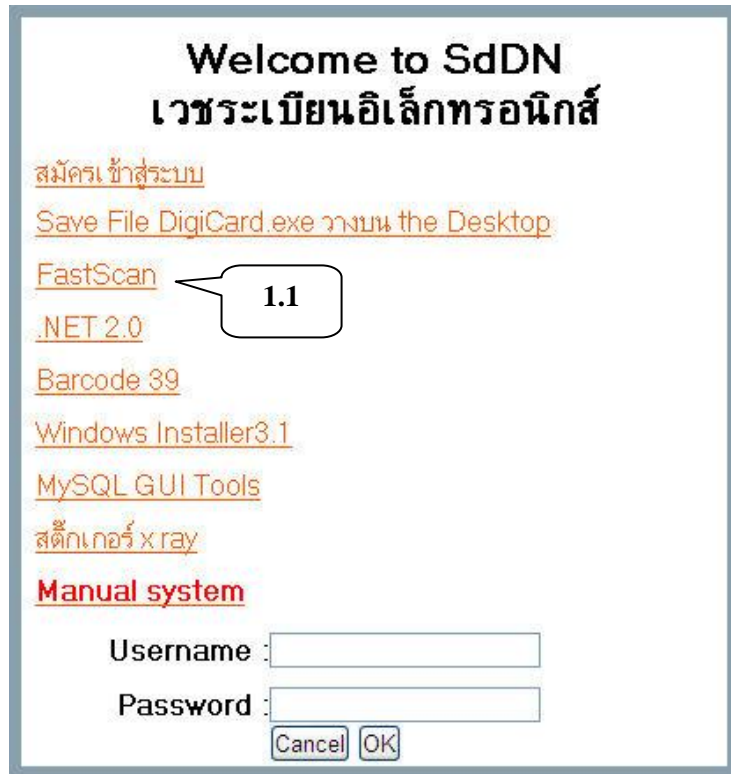 Welcome to SdDN
เวชระเบียนอิเล็กทรอนิกส์
สมัครเข้าสู่ระบบ
Save File DigiCard.exe วางบน the Desktop
FastScan
1.1
.NET 2.0
Barcode 39
Windows Installer3.1
MySQL GUI Tools
สติ๊กเกอร์ x ray
Manual system
Username :
Password :
Cancel OK